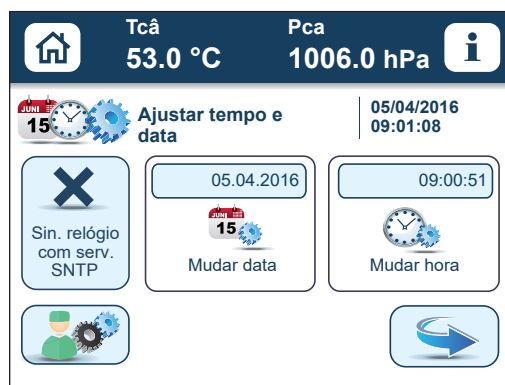 Tcâ
Pca
53.0 °C
1006.0 hPa
i
JUNI
15
Ajustar tempo e
data
05/04/2016
09:01:08
Sin. relógio
com serv.
SNTP
05.04.2016
JUNI
15
Mudar data
09:00:51
Mudar hora